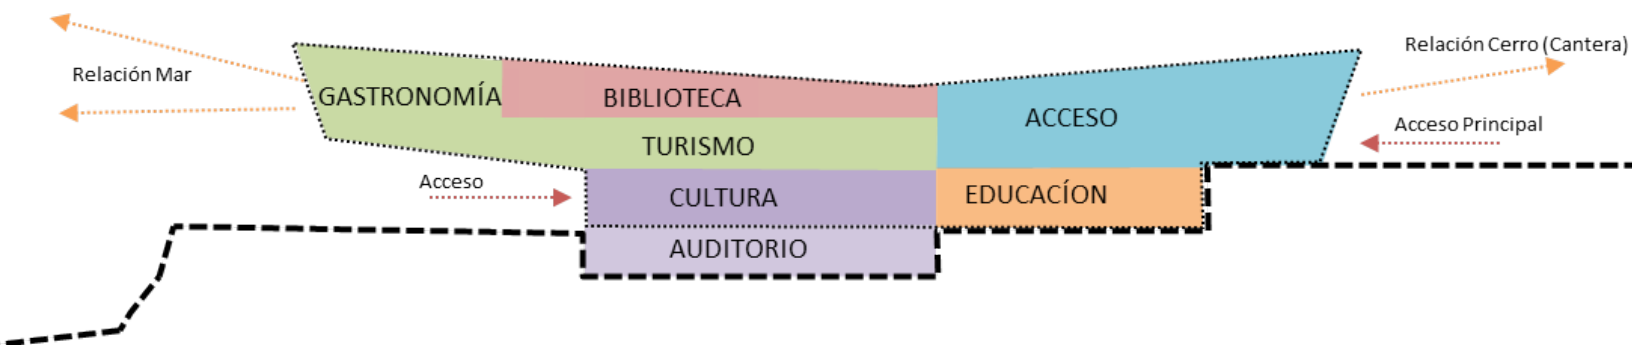 Relación Cerro (Cantera)
Relación Mar
GASTRONOMÍA
BIBLIOTECA
ACCESO
Acceso Principal
TURISMO
Acceso
CULTURA
EDUCACÍON
AUDITORIO